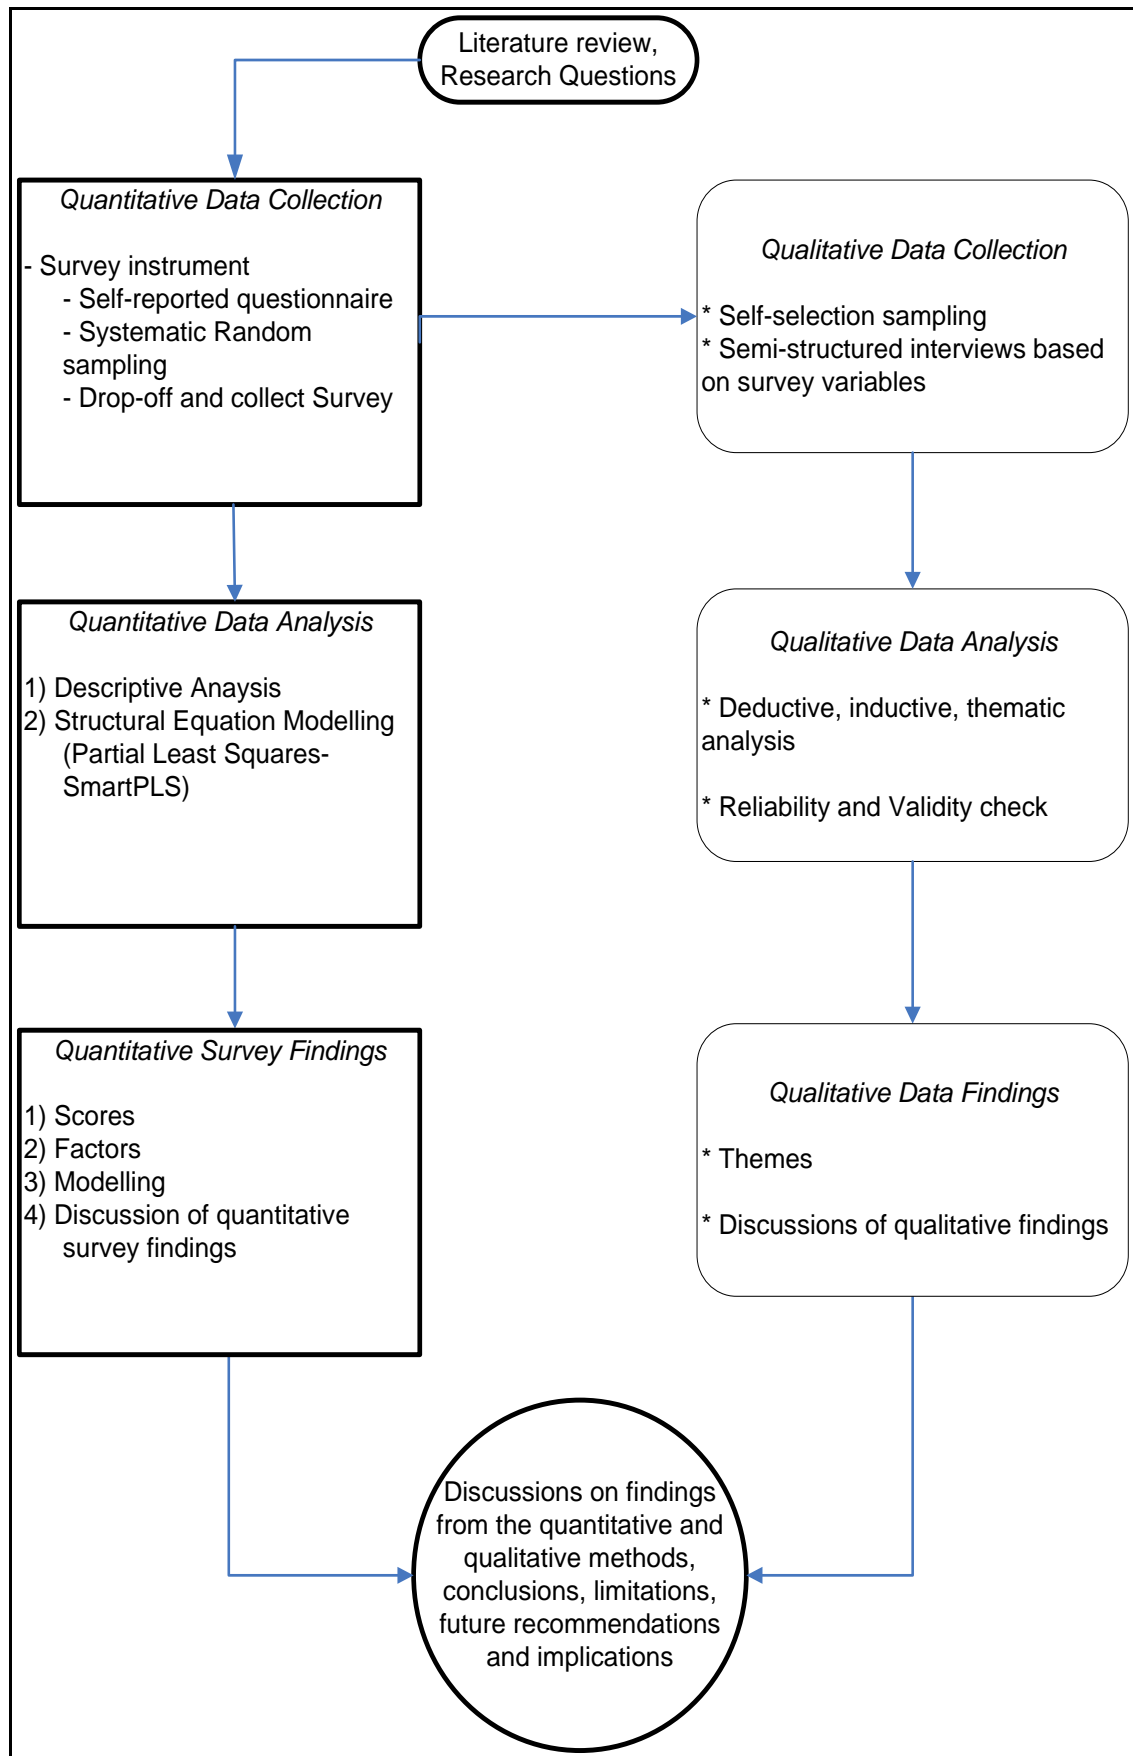 Literature review,
Research Questions
Quantitative Data Collection
- Survey instrument
- Self-reported questionnaire
- Systematic Random
sampling
- Drop-off and collect Survey
Qualitative Data Collection
* Self-selection sampling
* Semi-structured interviews based
on survey variables
Quantitative Data Analysis
1) Descriptive Anaysis
2) Structural Equation Modelling
(Partial Least Squares-
SmartPLS)
Qualitative Data Analysis
* Deductive, inductive, thematic
analysis
* Reliability and Validity check
Quantitative Survey Findings
1) Scores
2) Factors
3) Modelling
4) Discussion of quantitative
survey findings
Qualitative Data Findings
* Themes
* Discussions of qualitative findings
Discussions on findings
from the quantitative and
qualitative methods,
conclusions, limitations,
future recommendations
and implications